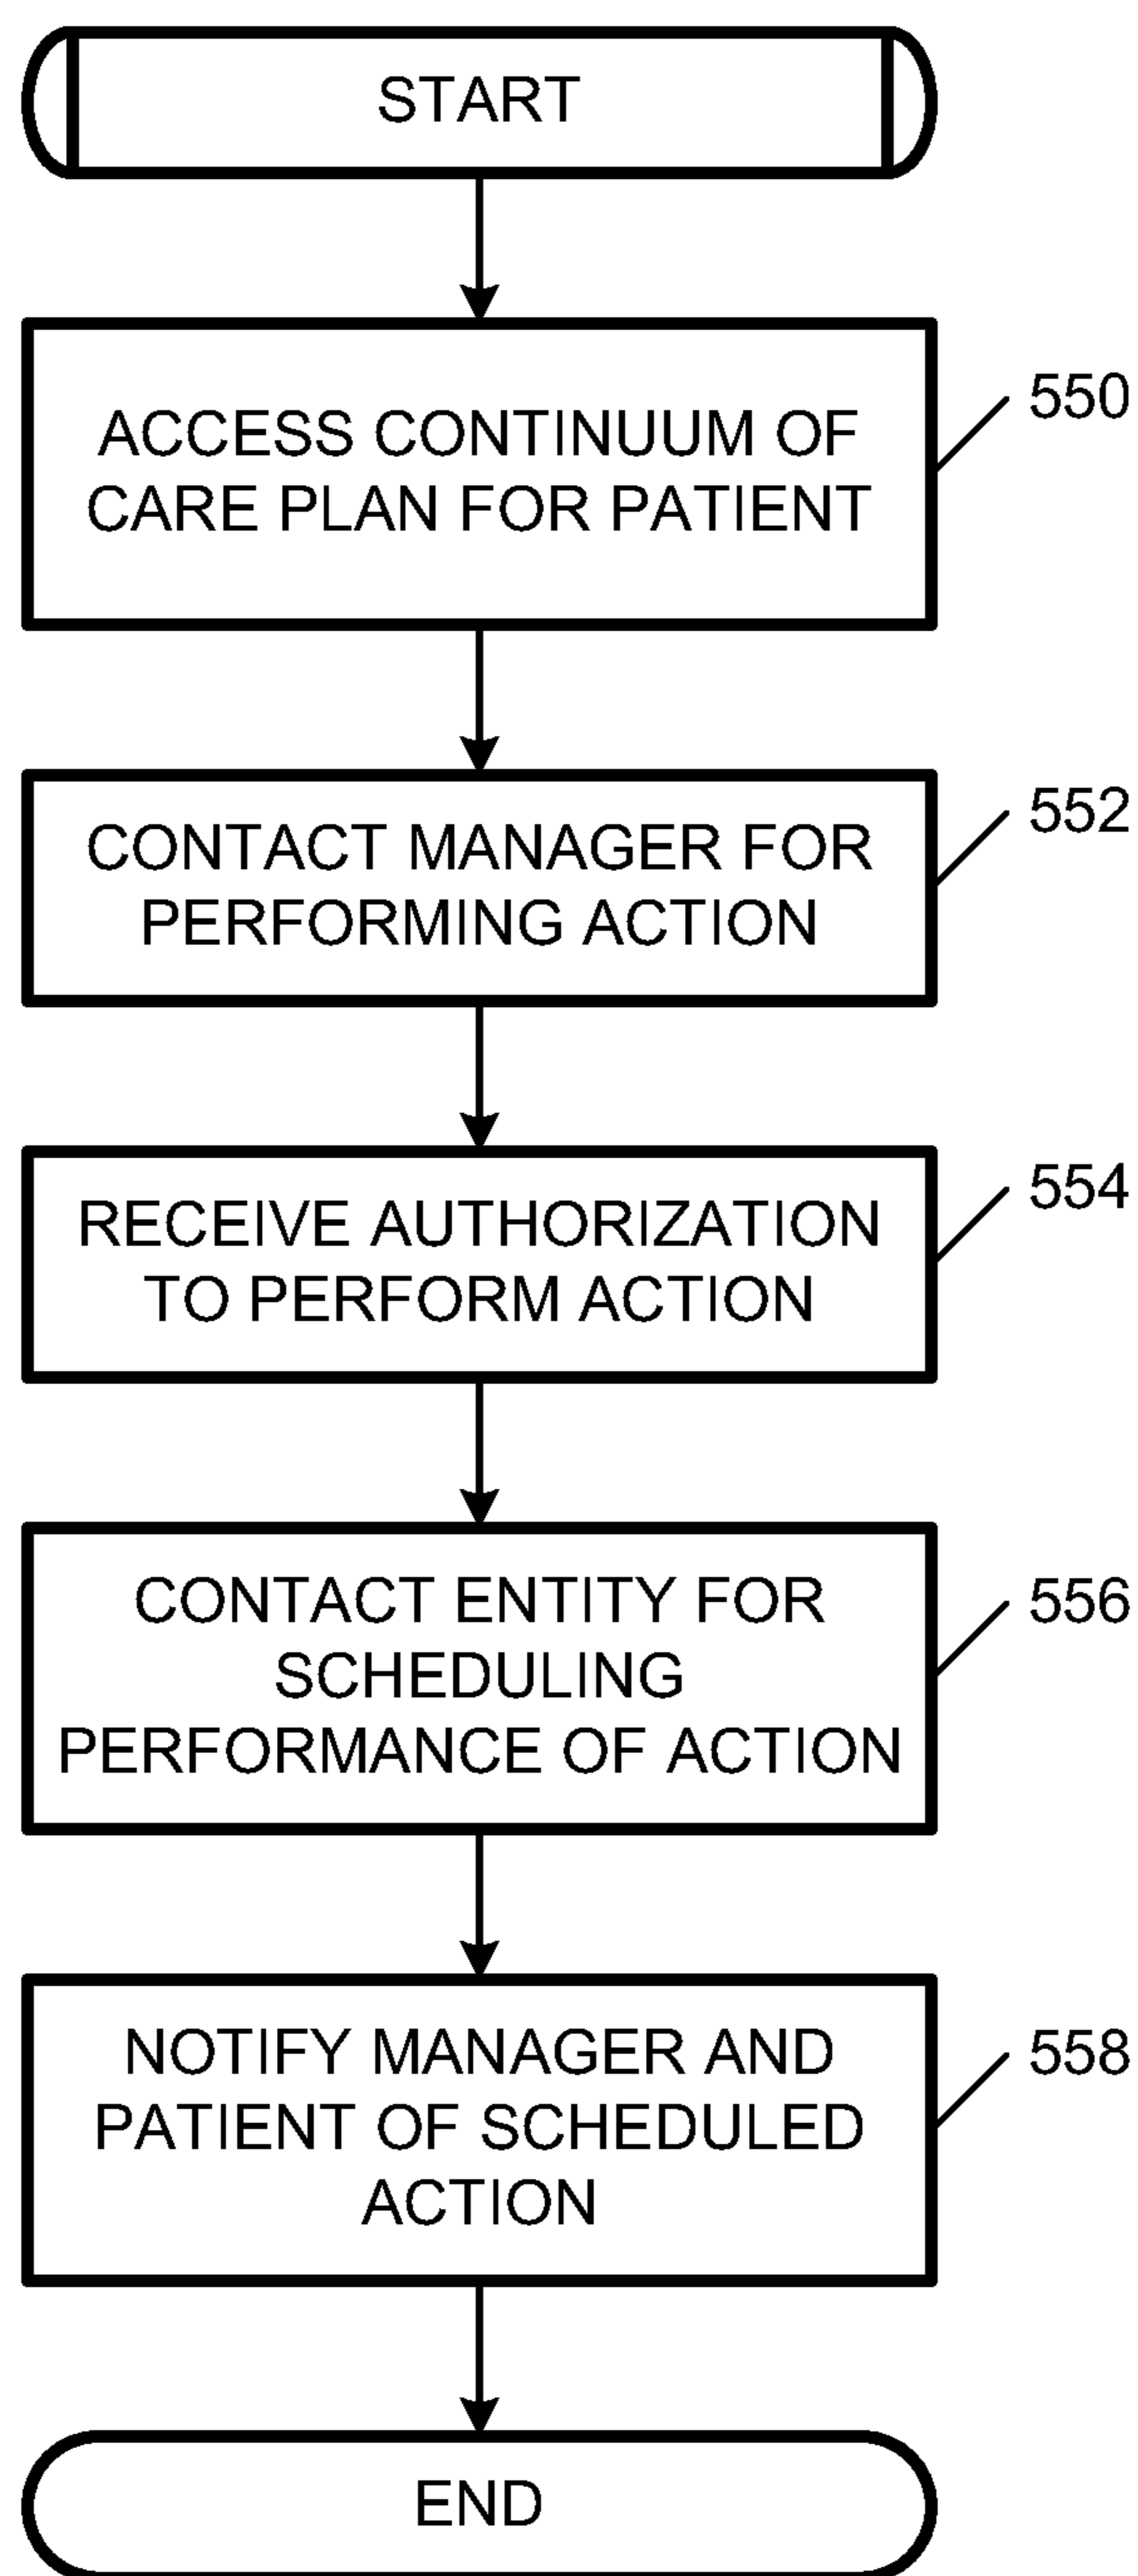 START
ACCESS CONTINUUM OF
CARE PLAN FOR PATIENT
550
CONTACT MANAGER FOR
PERFORMING ACTION
552
RECEIVE AUTHORIZATION
TO PERFORM ACTION
554
CONTACT ENTITY FOR
SCHEDULING
PERFORMANCE OF ACTION
556
NOTIFY MANAGER AND
PATIENT OF SCHEDULED
ACTION
558
END